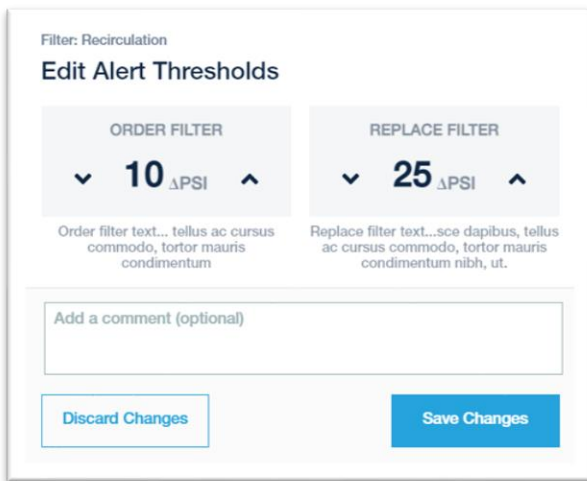 Filter: Recirculation
Edit Alert Thresholds
ORDER FILTER
10 ΔPSI
Order filter text... tellus ac cursus
commodo, tortor mauris
condimentum
REPLACE FILTER
25 ΔPSI
Replace filter text...sce dapibus, tellus
ac cursus commodo, tortor mauris
condimentum nibh, ut.
Add a comment (optional)
Discard Changes
Save Changes